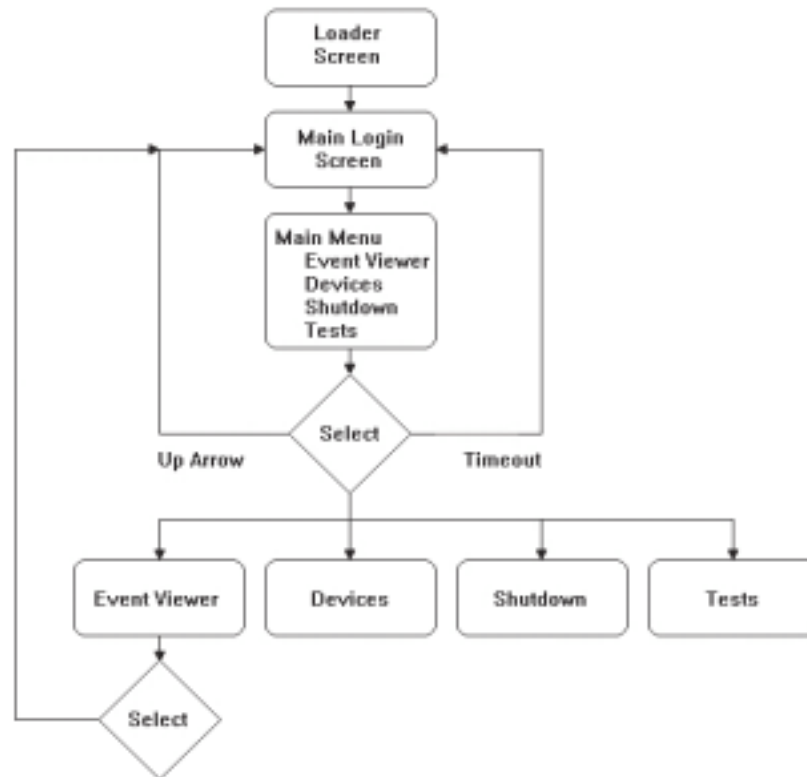 Loader
Screen
Main Login
Screen
Main Menu
Event Viewer
Devices
Shutdown
Tests
Select
Up Arrow
Timeout
Event Viewer
Devices
Shutdown
Tests
Select